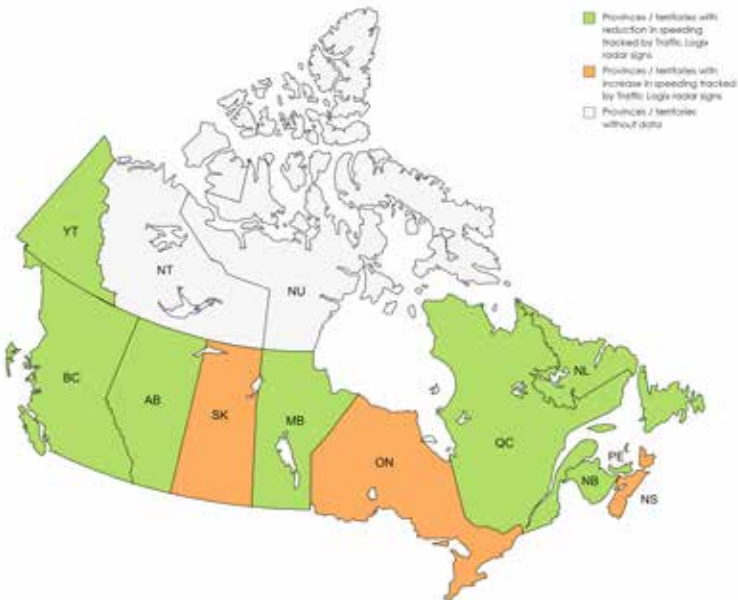 Provinces / territories with
reduction in speeding
tracked by Traffic Logix
radar signs
Provinces / territories with
increase in speeding tracked
by Traffic Logix radar signs
Provinces / territories
without data
YT
NT
NU
BC
AB
SK
MB
ON
QC
NL
PE
NB
NS